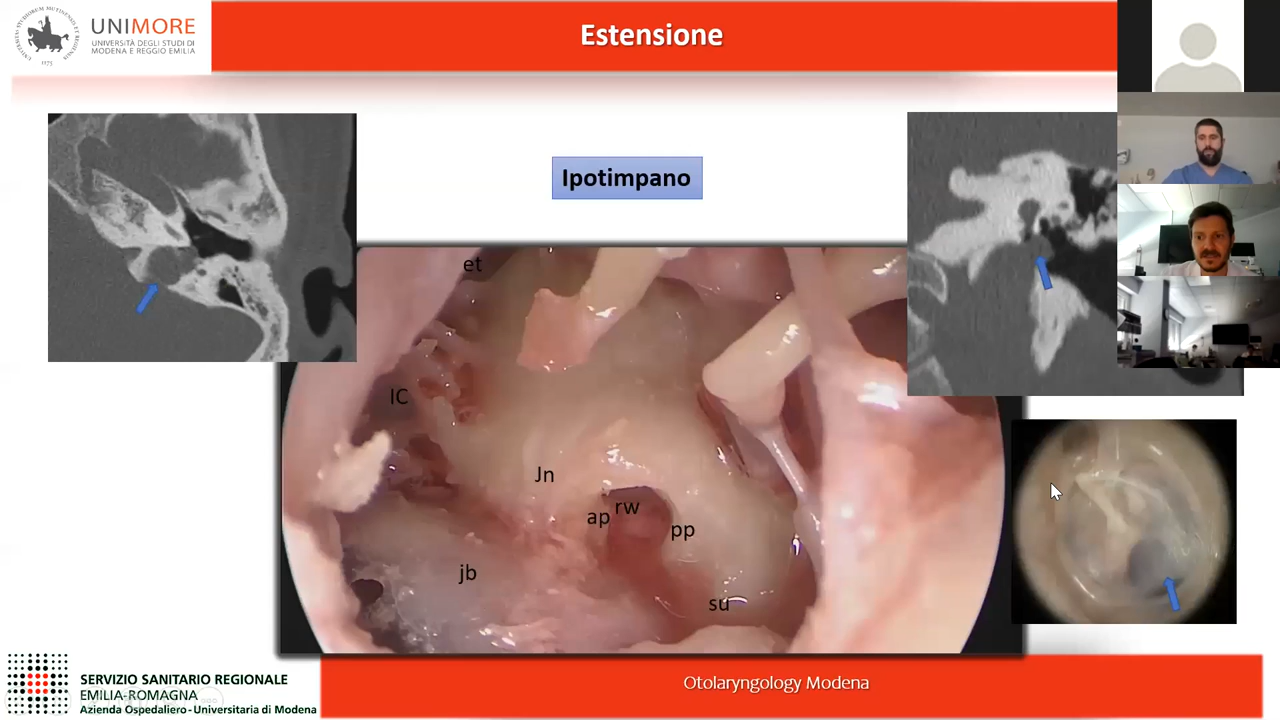 UNIMORE
UNIVERSITÀ DEGLI STUDI DI
MODENA E REGGIO EMILIA
1175
Estensione
Ipotimpano
et
IC
Jn
ap
rw
pp
jb
su
SERVIZIO SANITARIO REGIONALE
EMILIA-ROMAGNA
Azienda Ospedaliero - Universitaria di Modena
Otolaryngology Modena